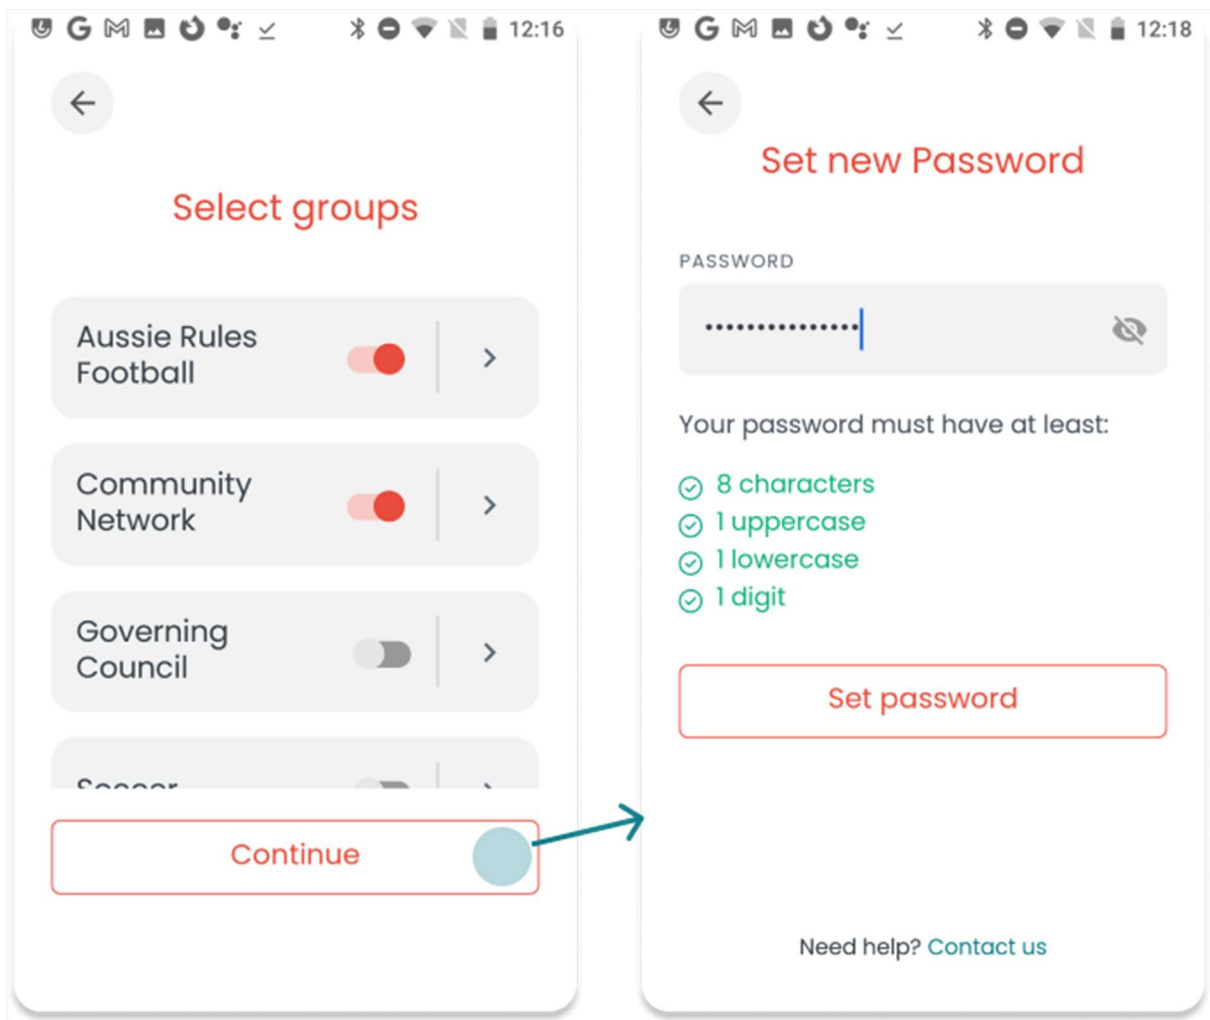 12:16
Select groups
Aussie Rules
Football
Community
Network
Governing
Council
Soccer
Continue
12:18
Set new Password
PASSWORD
Your password must have at least:
8 characters
1 uppercase
1 lowercase
1 digit
Set password
Need help? Contact us